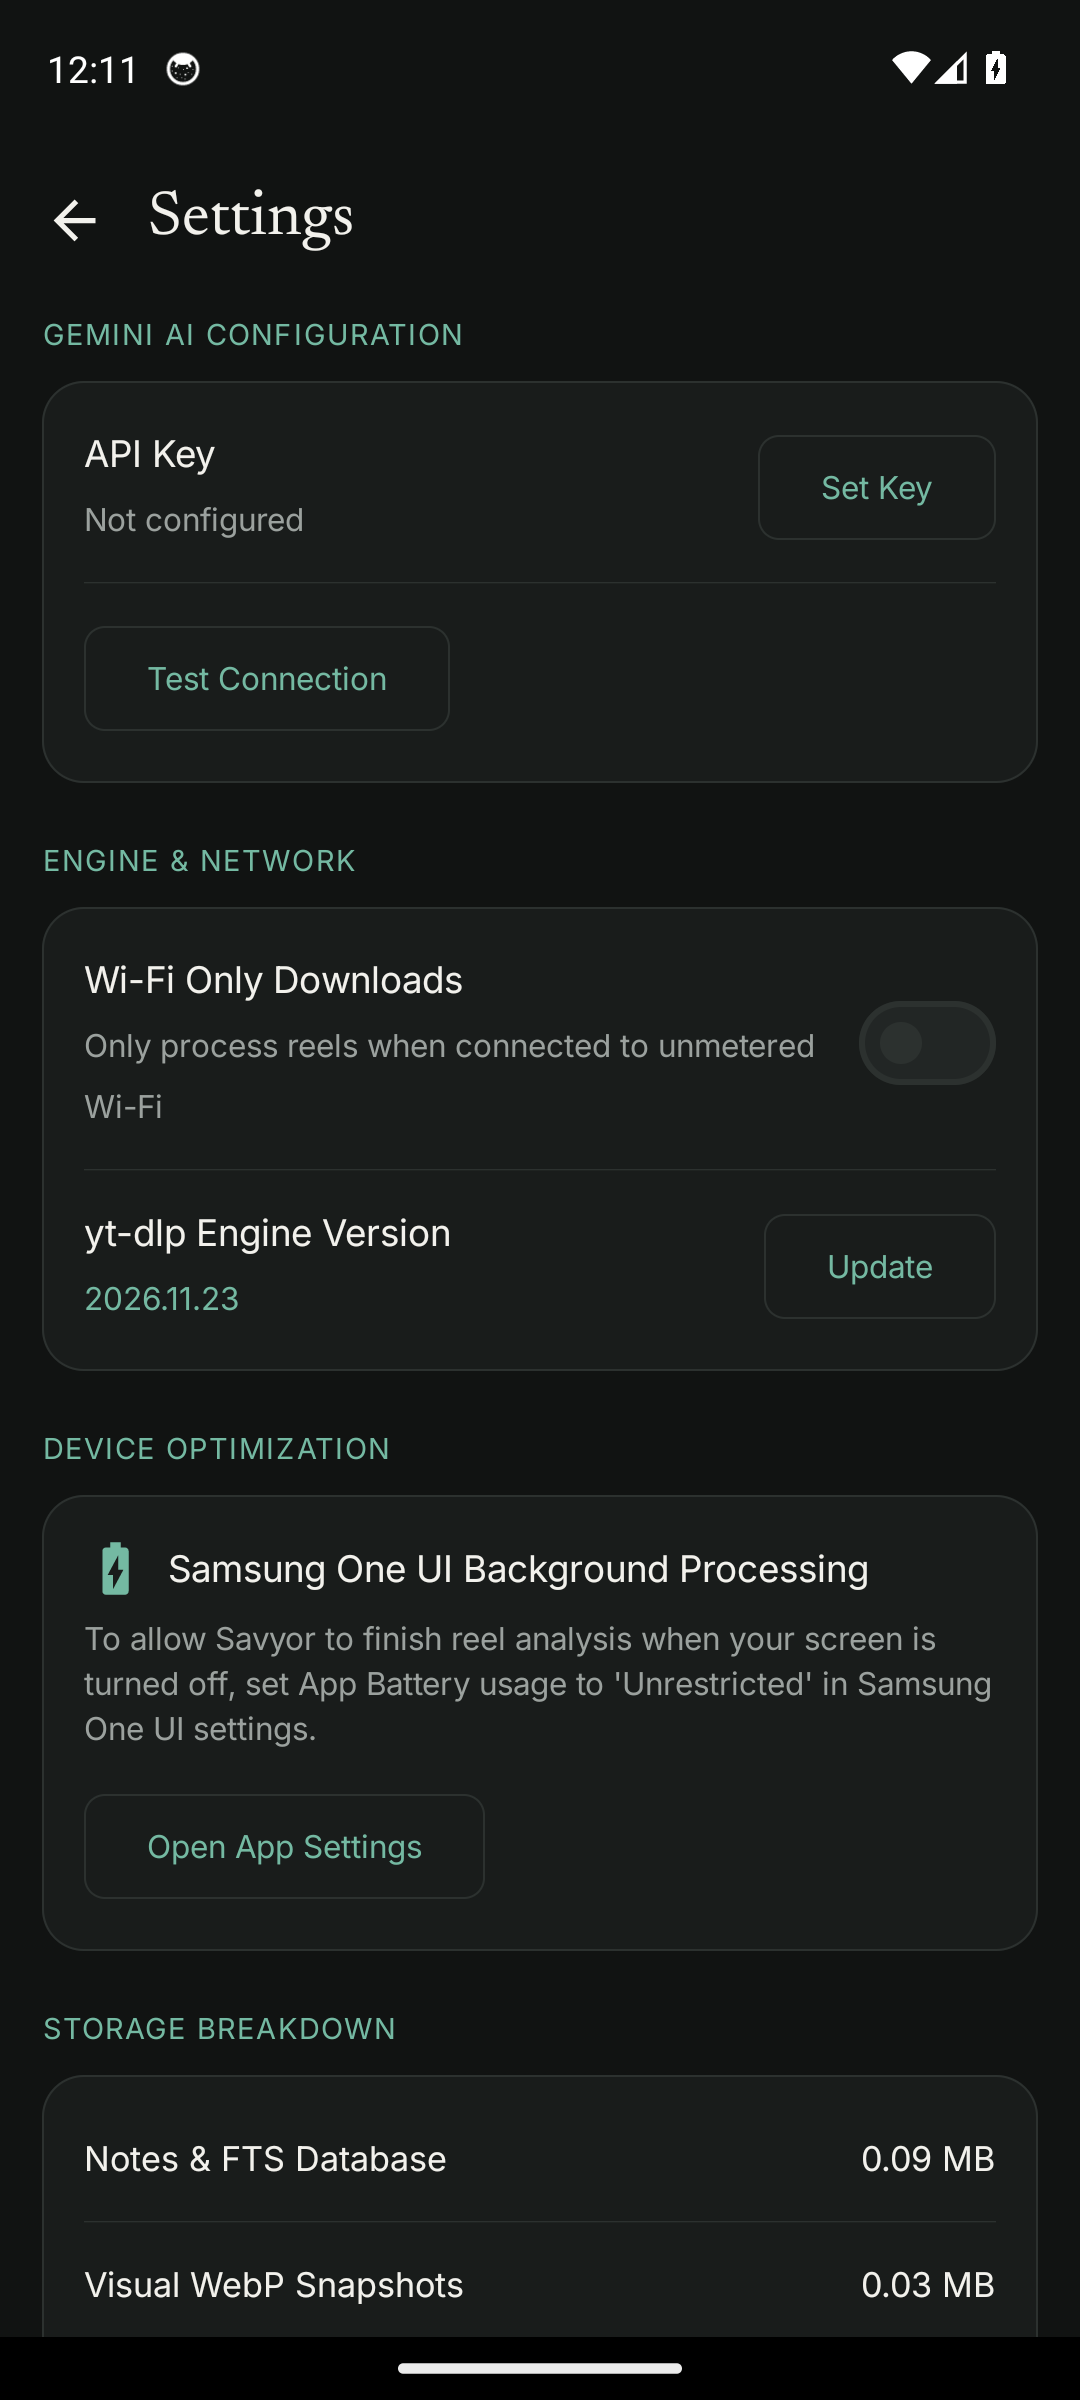 12:11
Settings
GEMINI AI CONFIGURATION
API Key
Not configured
Set Key
Test Connection
ENGINE & NETWORK
Wi-Fi Only Downloads
Only process reels when connected to unmetered
Wi-Fi
yt-dlp Engine Version
2026.11.23
Update
DEVICE OPTIMIZATION
Samsung One UI Background Processing
To allow Savyor to finish reel analysis when your screen is
turned off, set App Battery usage to 'Unrestricted' in Samsung
One UI settings.
Open App Settings
STORAGE BREAKDOWN
Notes & FTS Database
0.09 MB
Visual WebP Snapshots
0.03 MB